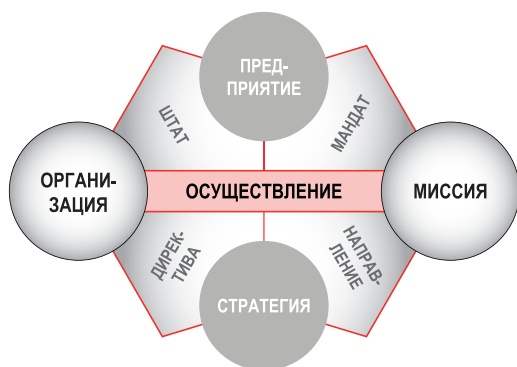 ПРЕД-
ПРИЯТИЕ
ШТАТ
МАНДАТ
ОРГАНИ-
ЗАЦИЯ
ОСУЩЕСТВЛЕНИЕ
МИССИЯ
ДИРЕК-
ТИВА
НАПРАВ-
ЛЕНИЕ
СТРАТЕГИЯ